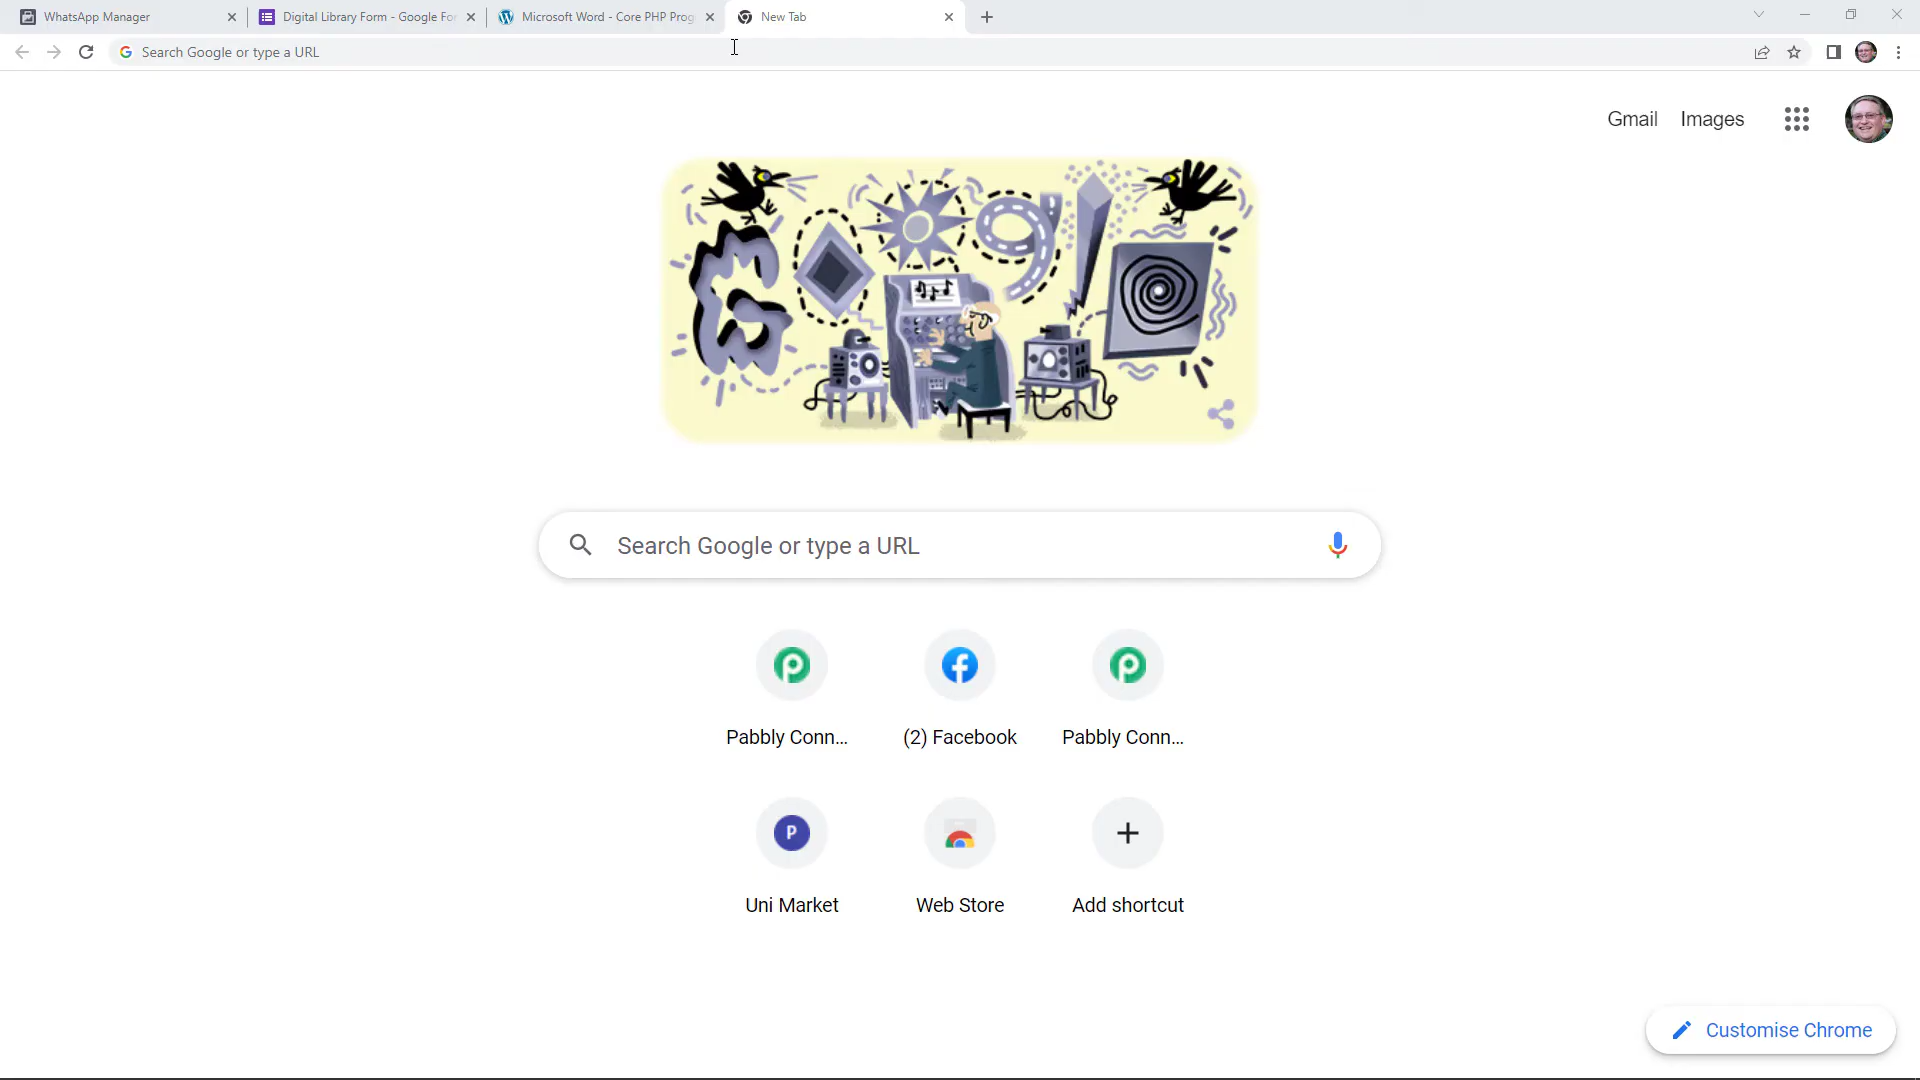 WhatsApp Manager
Digital Library Form - Google For
Microsoft Word - Core PHP Prog
New Tab
Search Google or type a URL
Gmail
Images
Search Google or type a URL
Pabbly Conn...
(2) Facebook
Pabbly Conn...
P
Uni Market
Web Store
Add shortcut
Customise Chrome